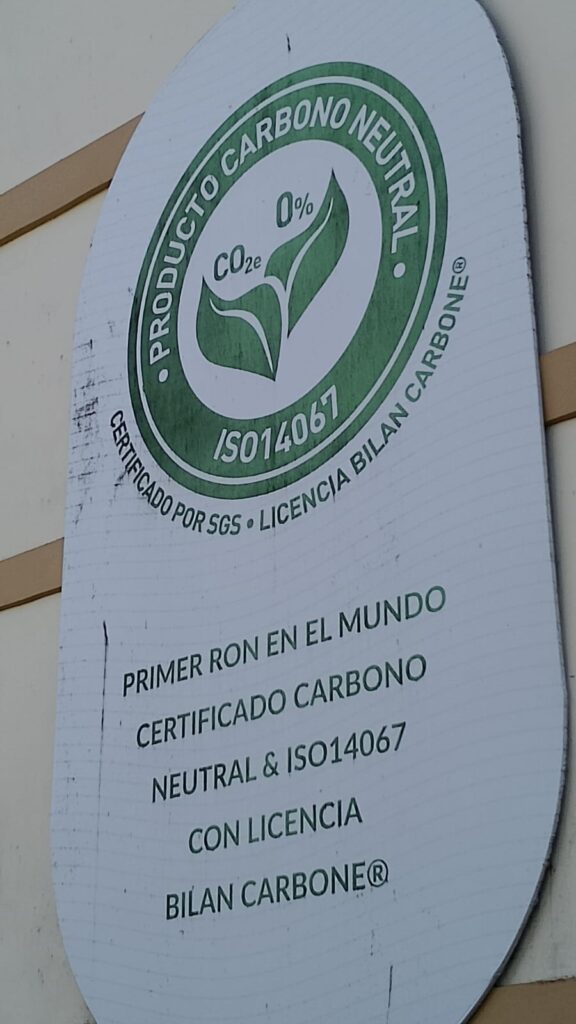 • PRODUCTO CARBONO NEUTRAL •
0%
CO2e
ISO14067
CERTIFICADO POR SGS • LICENCIA BILAN CARBONE®
PRIMER RON EN EL MUNDO
CERTIFICADO CARBONO
NEUTRAL & ISO14067
CON LICENCIA
BILAN CARBONE®